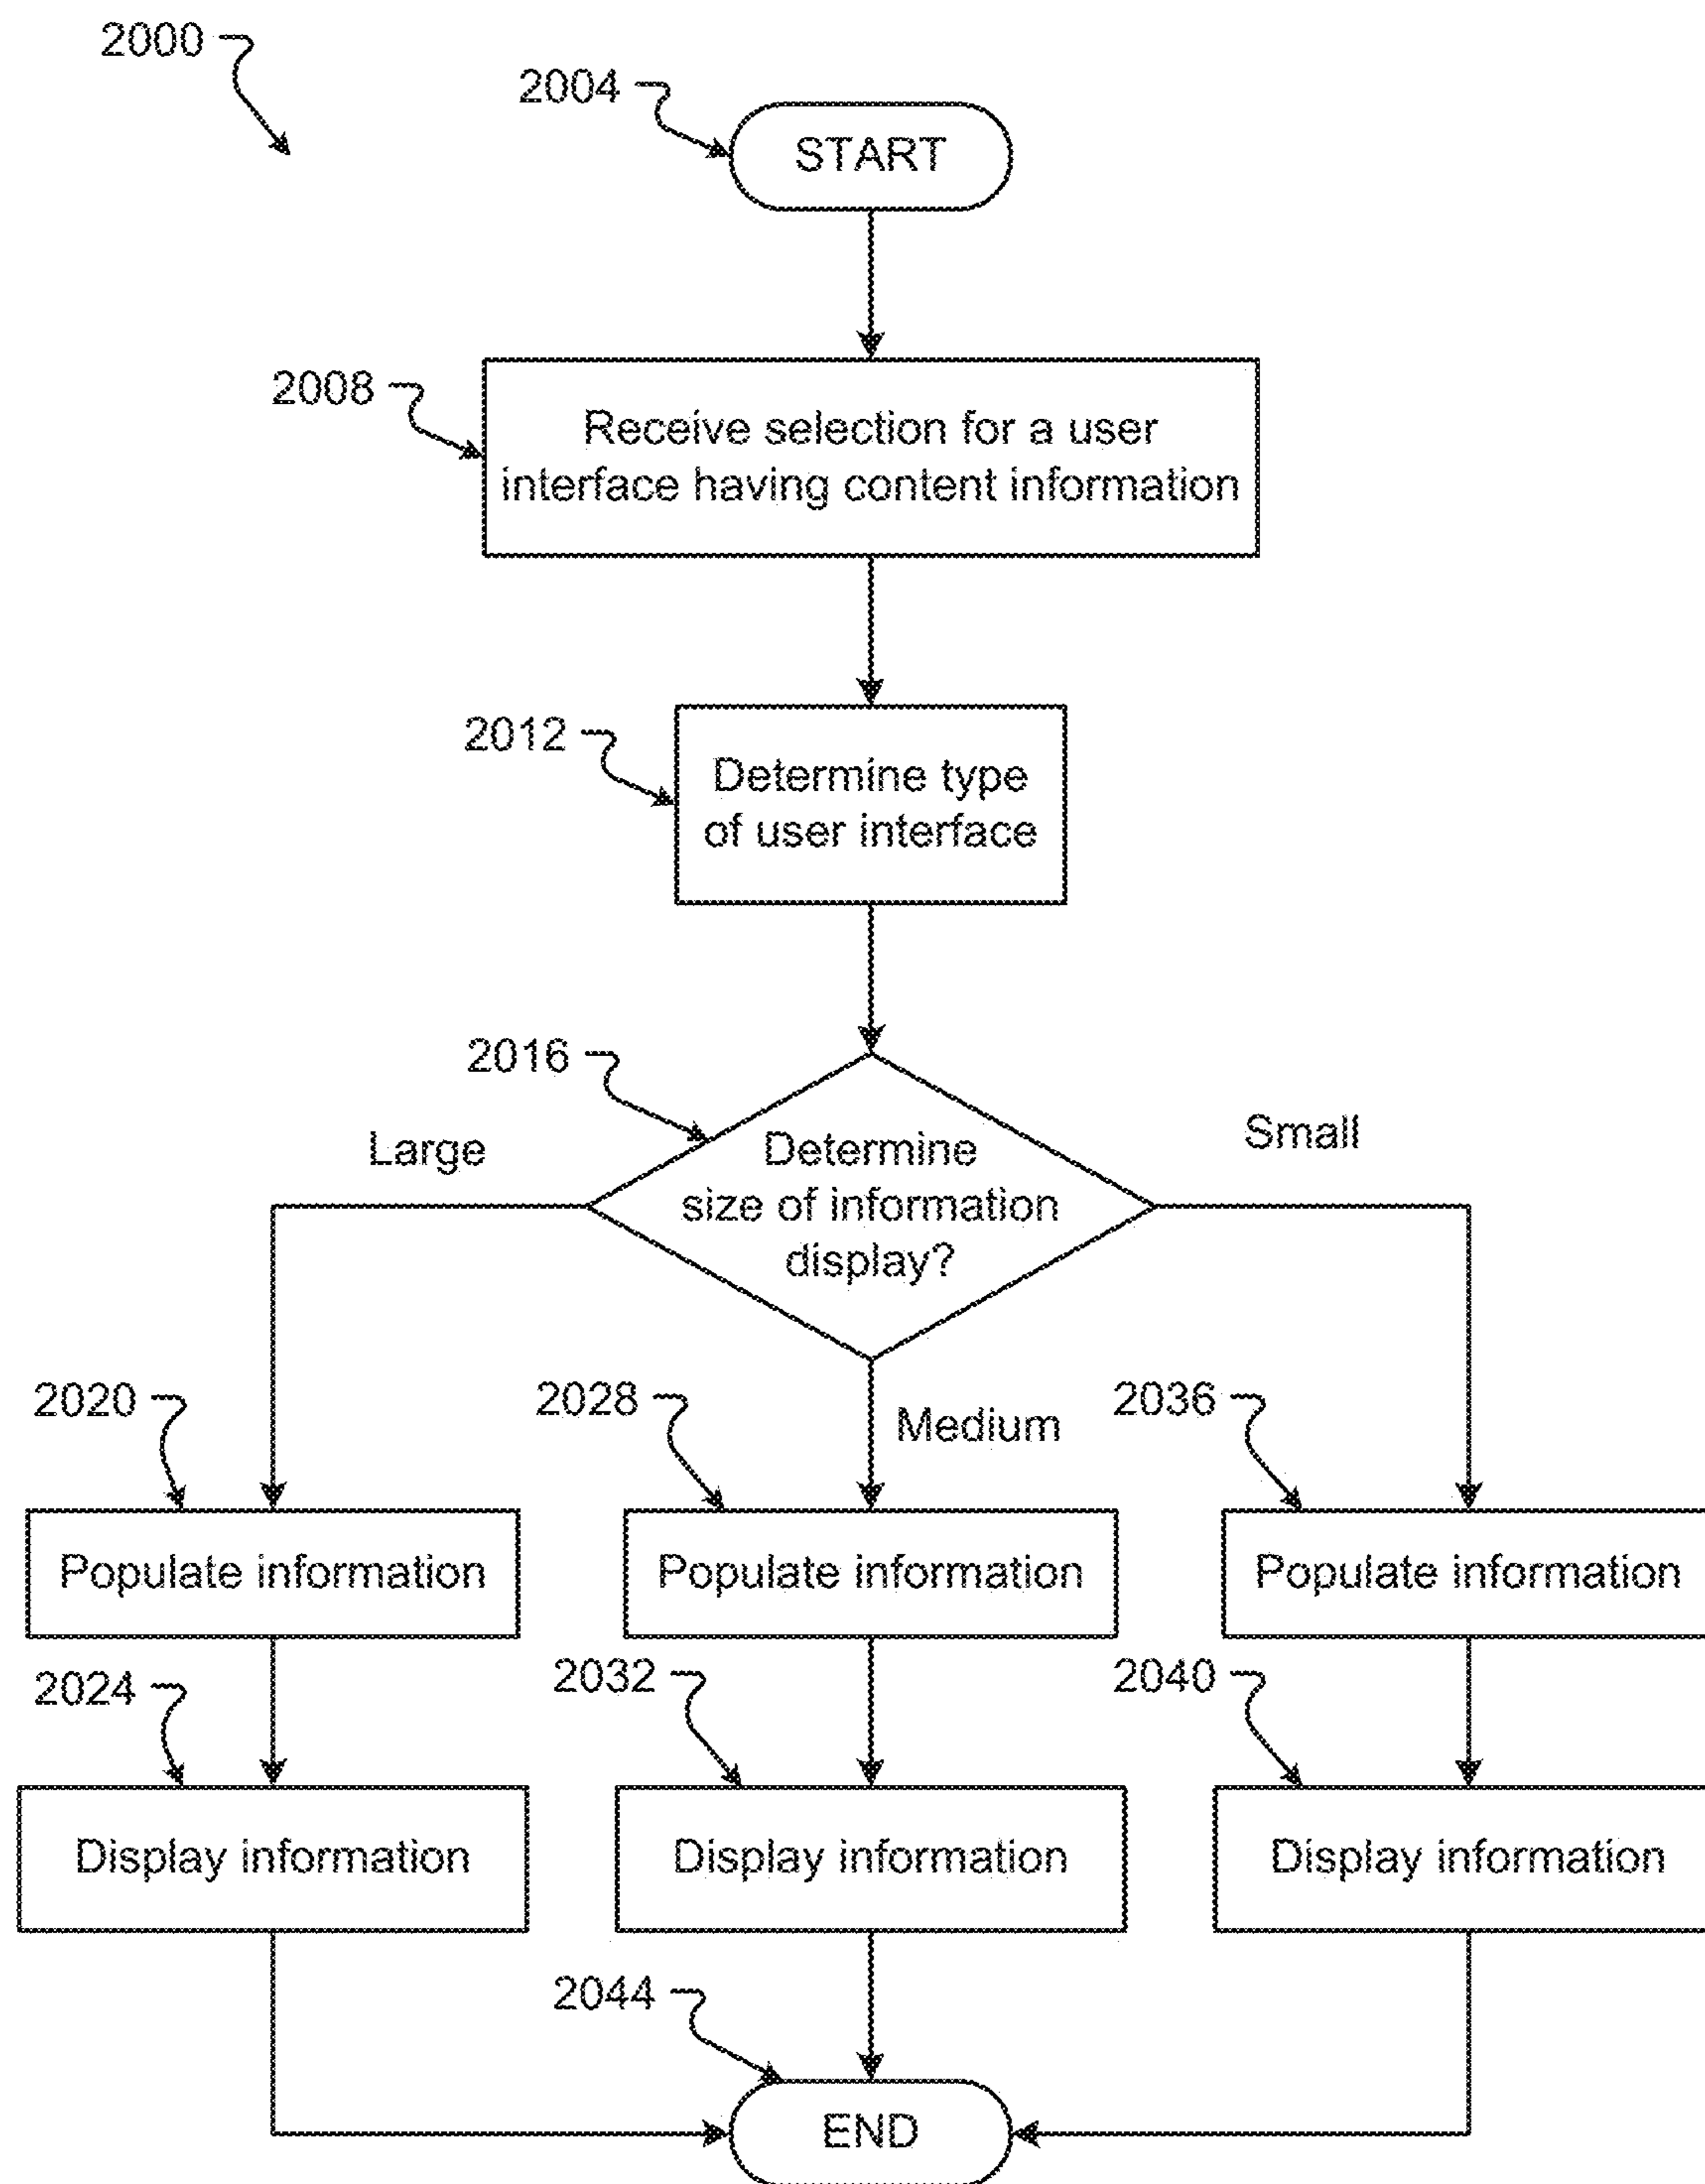 2000
2004
START
2008
Receive selection for a user
interface having content information
2012
Determine type
of user interface
2016
Large
Determine
size of information
display?
Small
2020
2028
Medium
2036
Populate information
Populate information
Populate information
2024
2032
2040
Display information
Display information
Display information
2044
END